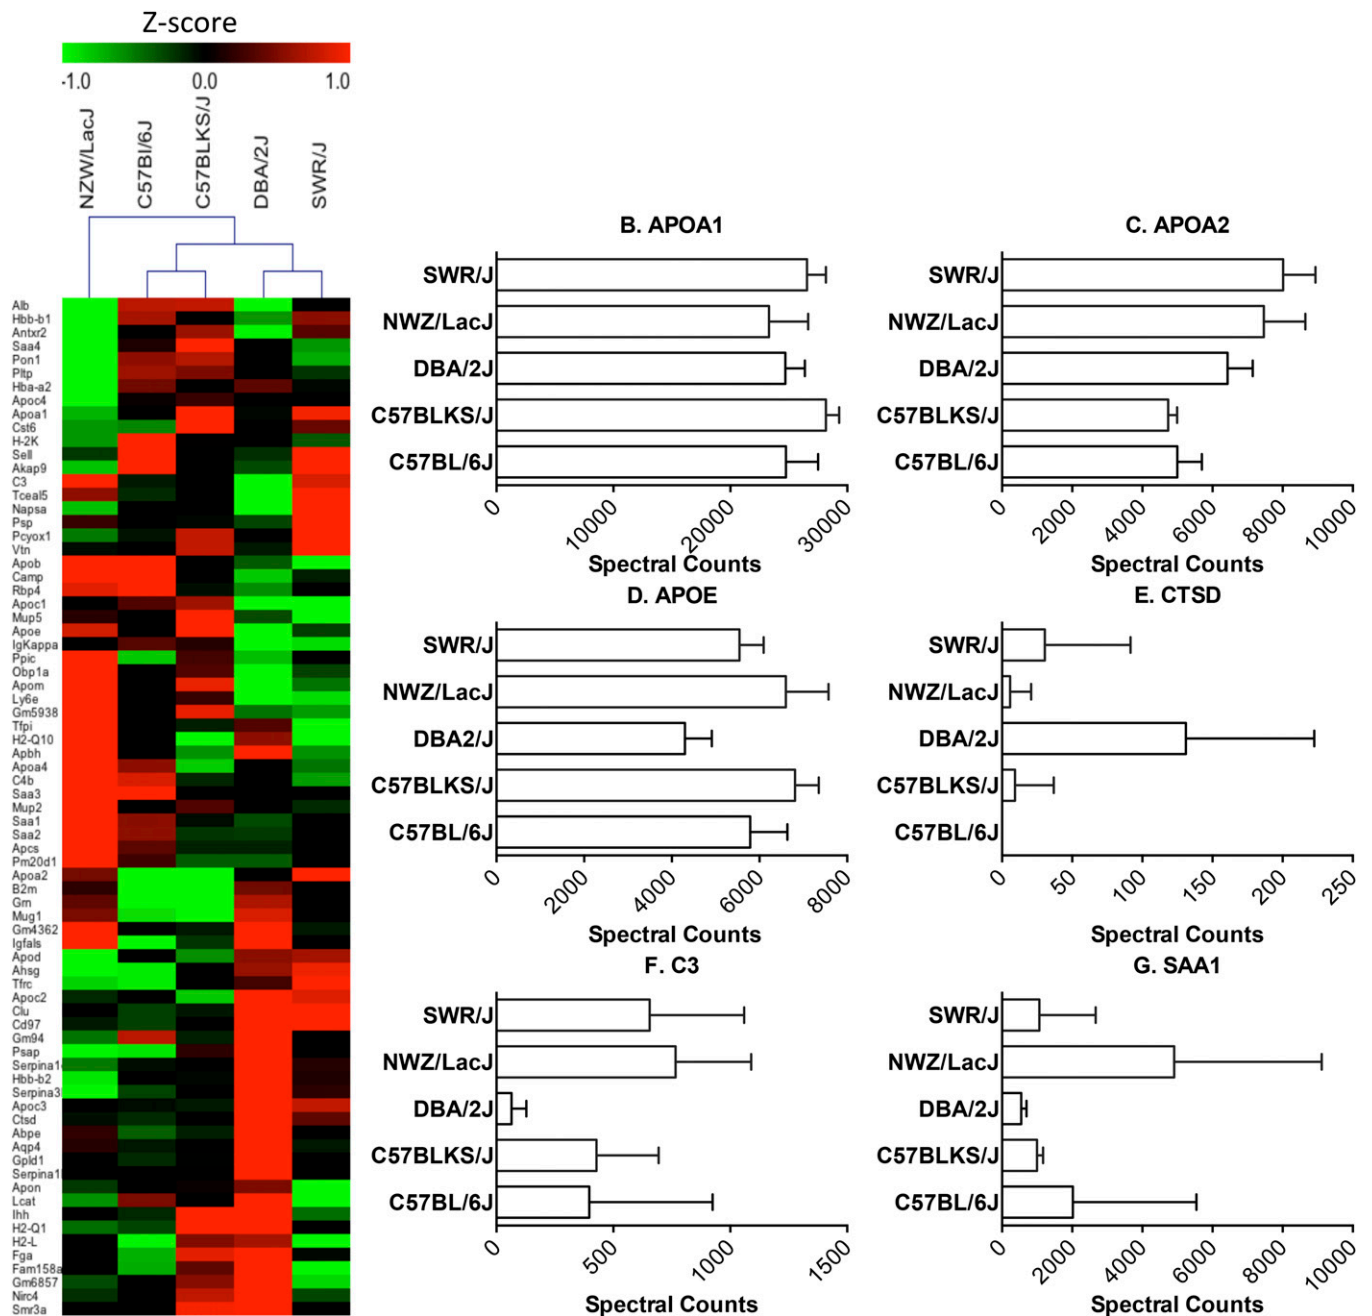 Z-score
-1.0 0.0 1.0
NZW/LacJ
C57Bl/6J
C57BLKS/J
DBA/2J
SWR/J
Alb
Hbb-b1
Antxr2
Saa4
Pon1
Pltp
Hba-a2
Apoc4
Apoa1
Cst6
H-2K
Sell
Akap9
C3
Tceal5
Napsa
Psp
Pcyox1
Vtn
Apob
Camp
Rbp4
Apoc1
Mup5
Apoe
IgKappa
Ppic
Obp1a
Apom
Ly6e
Gm5938
Tfpi
H2-Q10
Apbh
Apoa4
C4b
Saa3
Mup2
Saa1
Saa2
Apcs
Pm20d1
Apoa2
B2m
Grn
Mug1
Gm4362
Igfals
Apod
Ahsg
Tfrc
Apoc2
Clu
Cd97
Gm94
Psap
Hbb-b2
Apoc3
Ctsd
Abpe
Aqp4
Gpld1
Apon
Lcat
Ihh
H2-Q1
H2-L
Fga
Fam158a
Gm6857
Nirc4
Smr3a
B. APOA1
SWR/J
NWZ/LacJ
DBA/2J
C57BLKS/J
C57BL/6J
0 10000 20000 30000
Spectral Counts
C. APOA2
SWR/J
NWZ/LacJ
DBA/2J
C57BLKS/J
C57BL/6J
0 2000 4000 6000 8000 10000
Spectral Counts
D. APOE
SWR/J
NWZ/LacJ
DBA2/J
C57BLKS/J
C57BL/6J
0 2000 4000 6000 8000
Spectral Counts
E. CTSD
SWR/J
NWZ/LacJ
DBA/2J
C57BLKS/J
C57BL/6J
0 50 100 150 200 250
Spectral Counts
F. C3
SWR/J
NWZ/LacJ
DBA/2J
C57BLKS/J
C57BL/6J
0 500 1000 1500
Spectral Counts
G. SAA1
SWR/J
NWZ/LacJ
DBA/2J
C57BLKS/J
C57BL/6J
0 2000 4000 6000 8000 10000
Spectral Counts